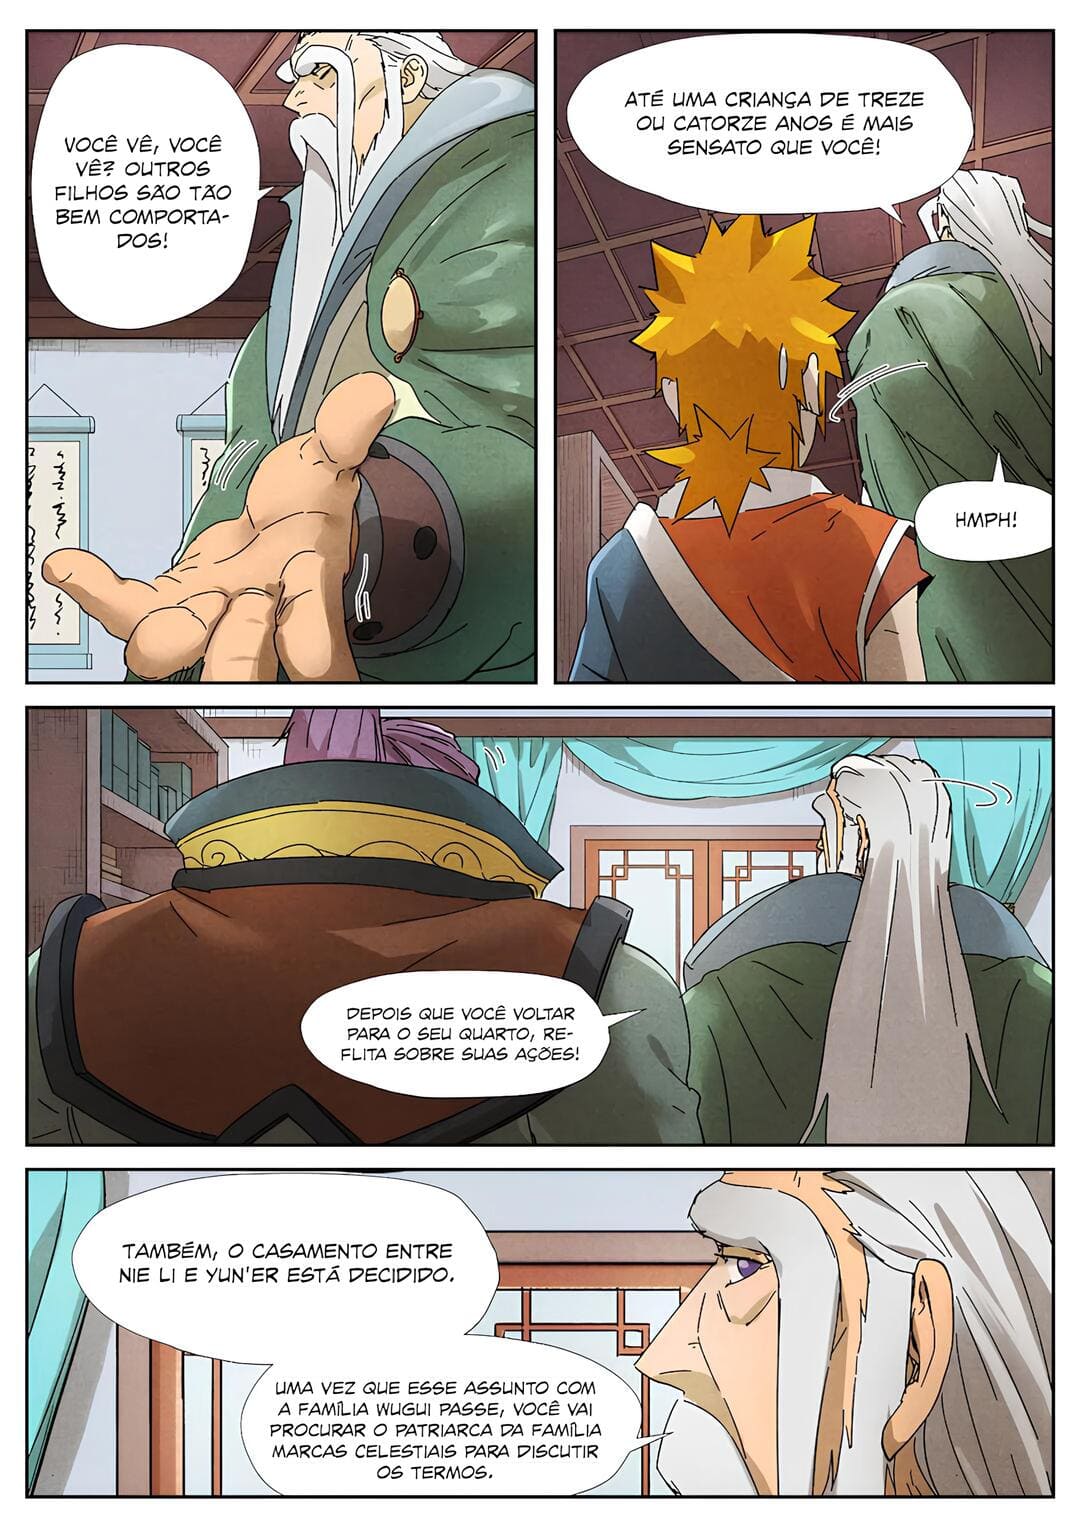 VOCÊ VÊ, VOCÊ
VÊ? OUTROS
FILHOS SÃO TÃO
BEM COMPORTA-
DOS!
ATÉ UMA CRIANÇA DE TREZE
OU CATORZE ANOS É MAIS
SENSATO QUE VOCÊ!
HMPH!
DEPOIS QUE VOCÊ VOLTAR
PARA O SEU QUARTO, RE-
FLITA SOBRE SUAS AÇÕES!
TAMBÉM, O CASAMENTO ENTRE
NIE LI E YUN'ER ESTÁ DECIDIDO.
UMA VEZ QUE ESSE ASSUNTO COM
A FAMÍLIA WUGUI PASSE, VOCÊ VAI
PROCURAR O PATRIARCA DA FAMÍLIA
MARCAS CELESTIAIS PARA DISCUTIR
OS TERMOS.